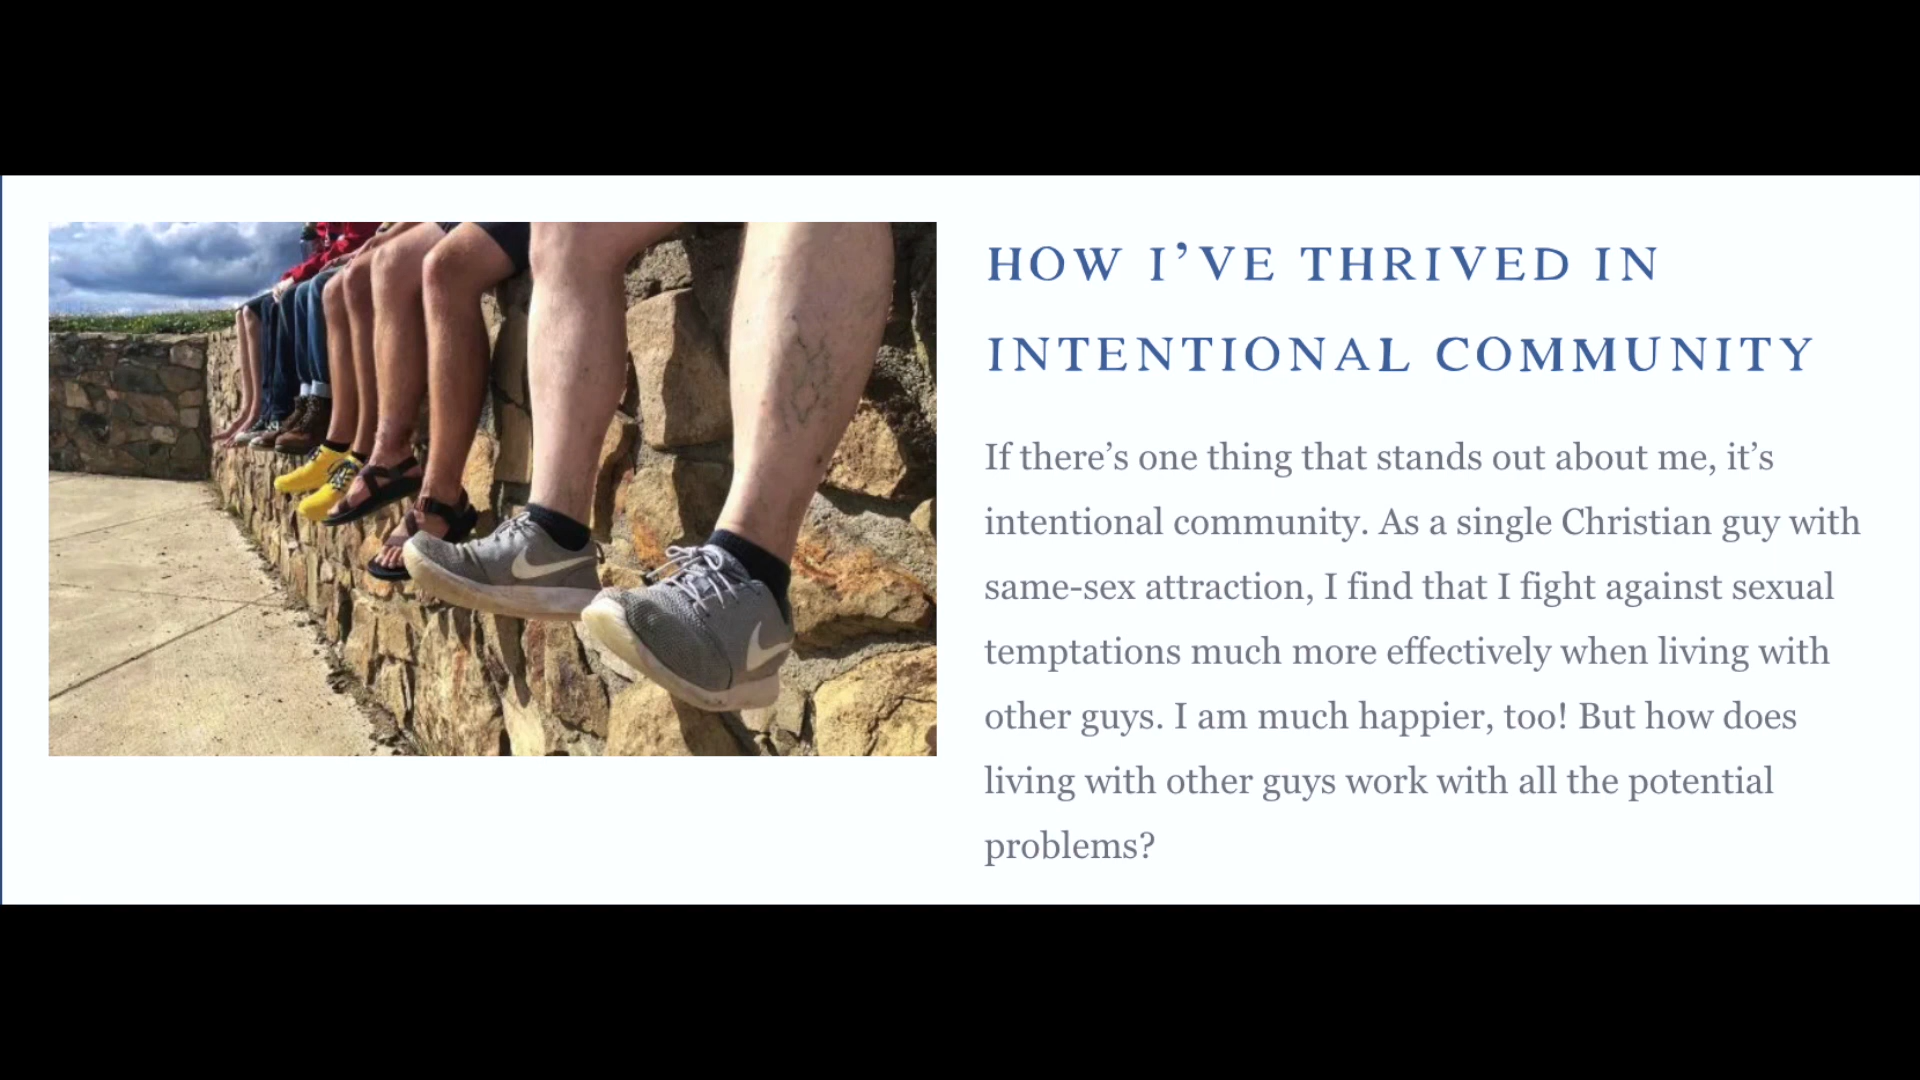 HOW I’VE THRIVED IN
INTENTIONAL COMMUNITY
If there’s one thing that stands out about me, it’s
intentional community. As a single Christian guy with
same-sex attraction, I find that I fight against sexual
temptations much more effectively when living with
other guys. I am much happier, too! But how does
living with other guys work with all the potential
problems?